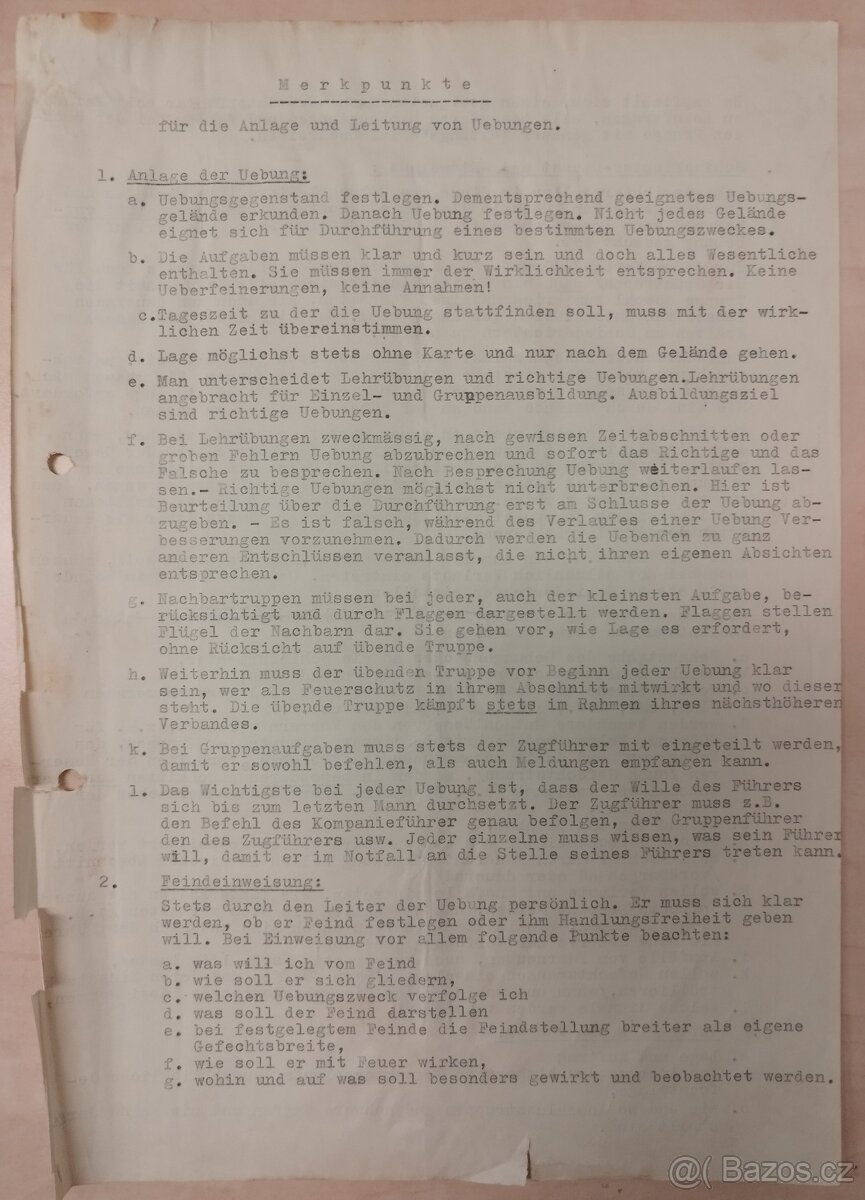 M e r k p u n k t e
für die Anlage und Leitung von Uebungen.
1. Anlage der Uebung:
a. Uebungsgegenstand festlegen. Dementsprechend geeignetes Uebungs-
gelände erkunden. Danach Uebung festlegen. Nicht jedes Gelände
eignet sich für Durchführung eines bestimmten Uebungszweckes.
b. Die Aufgaben müssen klar und kurz sein und doch alles Wesentliche
enthalten. Sie müssen immer der Wirklichkeit entsprechen. Keine
Ueberfeinerungen, keine Annahmen!
c.Tageszeit zu der die Uebung stattfinden soll, muss mit der wirk-
lichen Zeit übereinstimmen.
d. Lage möglichst stets ohne Karte und nur nach dem Gelände gehen.
e. Man unterscheidet Lehrübungen und richtige Uebungen.Lehrübungen
angebracht für Einzel- und Gruppenausbildung. Ausbildungsziel
sind richtige Uebungen.
f. Bei Lehrübungen zweckmässig, nach gewissen Zeitabschnitten oder
groben Fehlern Uebung abzubrechen und sofort das Richtige und das
Falsche zu besprechen. Nach Besprechung Uebung weiterlaufen las-
sen.- Richtige Uebungen möglichst nicht unterbrechen. Hier ist
Beurteilung über die Durchführung erst am Schlusse der Uebung ab-
zugeben. - Es ist falsch, während des Verlaufes einer Uebung Ver-
besserungen vorzunehmen. Dadurch werden die Uebenden zu ganz
anderen Entschlüssen veranlasst, die nicht ihren eigenen Absichten
entsprechen.
g. Nachbartruppen müssen bei jeder, auch der kleinsten Aufgabe, be-
rücksichtigt und durch Flaggen dargestellt werden. Flaggen stellen
Flügel der Nachbarn dar. Sie gehen vor, wie Lage es erfordert,
ohne Rücksicht auf übende Truppe.
h. Weiterhin muss der übenden Truppe vor Beginn jeder Uebung klar
sein, wer als Feuerschutz in ihrem Abschnitt mitwirkt und wo dieser
steht. Die übende Truppe kämpft stets im Rahmen ihres nächsthöheren
Verbandes.
k. Bei Gruppenaufgaben muss stets der Zugführer mit eingeteilt werden,
damit er sowohl befehlen, als auch Meldungen empfangen kann.
l. Das Wichtigste bei jeder Uebung ist, dass der Wille des Führers
sich bis zum letzten Mann durchsetzt. Der Zugführer muss z.B.
den Befehl des Kompanieführer genau befolgen, der Gruppenführer
den des Zugführers usw. Jeder einzelne muss wissen, was sein Führer
will, damit er im Notfall an die Stelle seines Führers treten kann.
2. Feindeinweisung:
Stets durch den Leiter der Uebung persönlich. Er muss sich klar
werden, ob er Feind festlegen oder ihm Handlungsfreiheit geben
will. Bei Einweisung vor allem folgende Punkte beachten:
a. was will ich vom Feind
b. wie soll er sich gliedern,
c. welchen Uebungszweck verfolge ich
d. was soll der Feind darstellen
e. bei festgelegtem Feinde die Feindstellung breiter als eigene
Gefechtsbreite,
f. wie soll er mit Feuer wirken,
g. wohin und auf was soll besonders gewirkt und beobachtet werden.
@( Bazos.cz